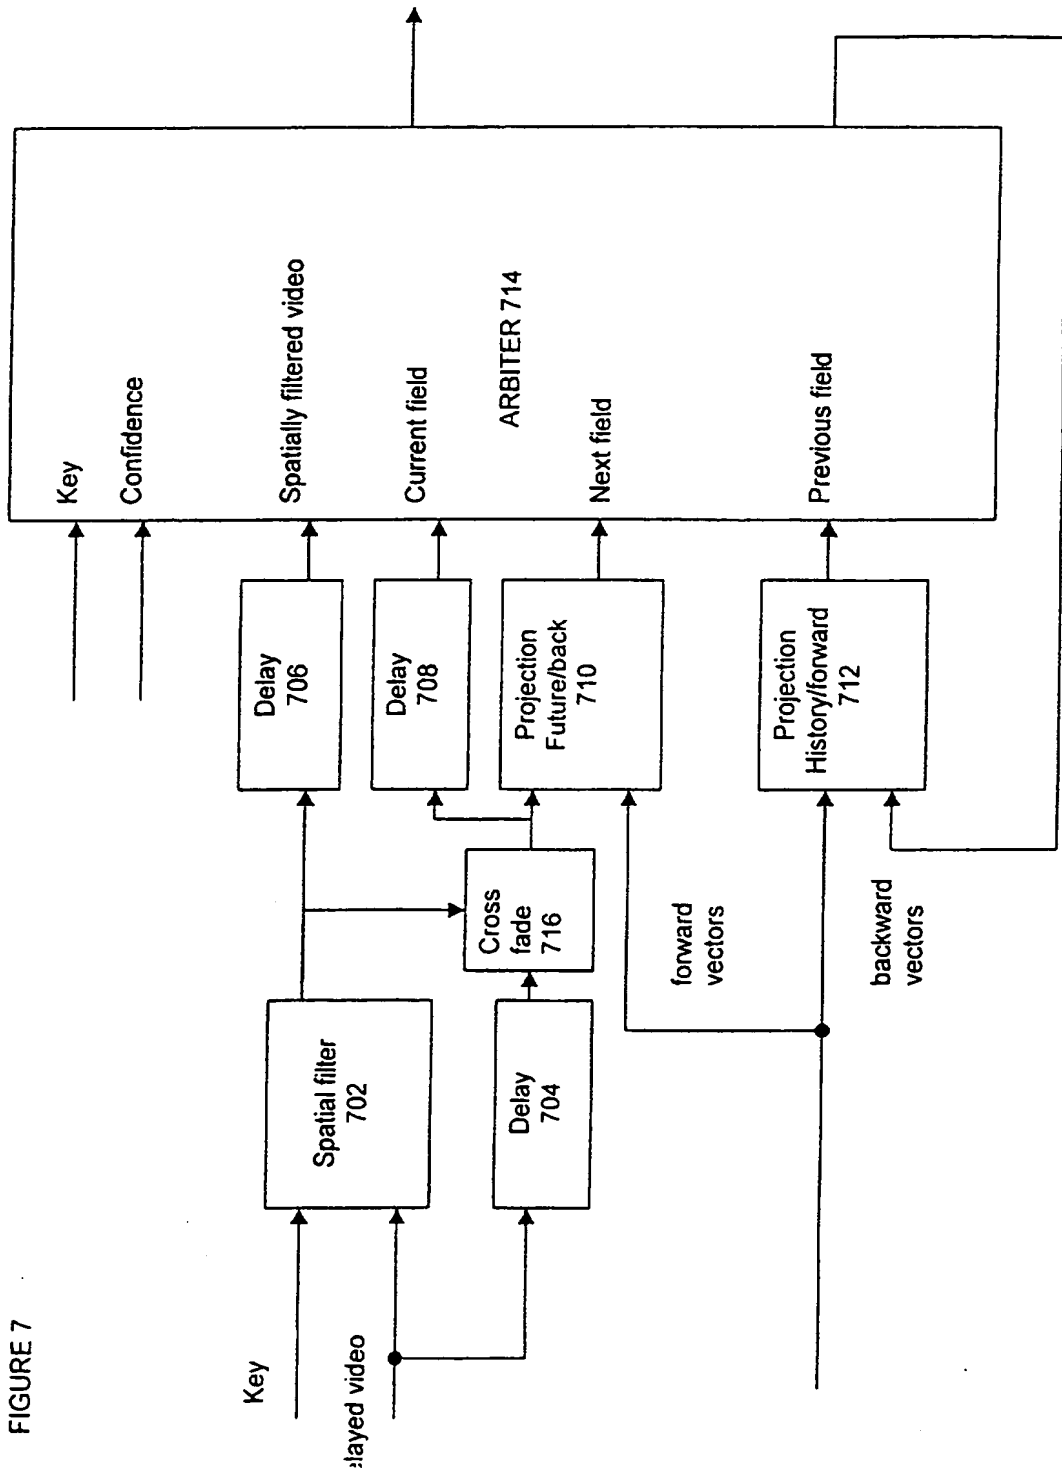 FIGURE 7
Key
elayed video
Spatial filter
702
Delay
704
Cross
fade
716
forward
vectors
backward
vectors
Delay
706
Delay
708
Projection
Future/back
710
Projection
History/forward
712
Key
Confidence
Spatially filtered video
Current field
Next field
Previous field
ARBITER 714